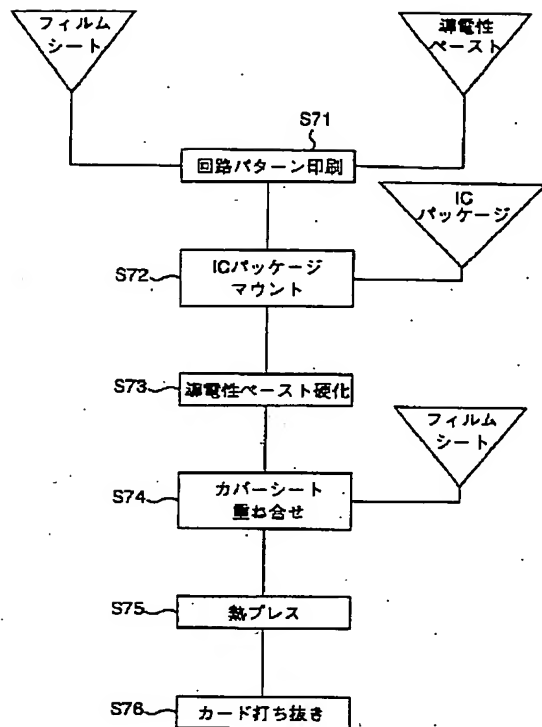 フィルム
シート
導電性
ペースト
S71
回路パターン印刷
IC
パッケージ
S72
ICパッケージ
マウント
S73
導電性ペースト硬化
フィルム
シート
S74
カバーシート
重ね合せ
S75
熱プレス
S76
カード打ち抜き